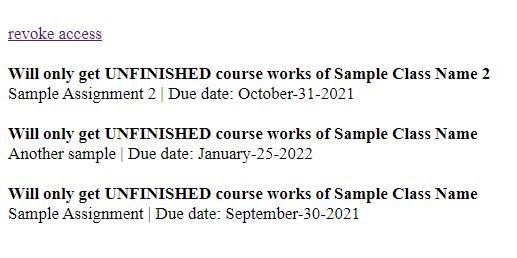 revoke access
Will only get UNFINISHED course works of Sample Class Name 2
Sample Assignment 2 | Due date: October-31-2021
Will only get UNFINISHED course works of Sample Class Name
Another sample | Due date: January-25-2022
Will only get UNFINISHED course works of Sample Class Name
Sample Assignment | Due date: September-30-2021